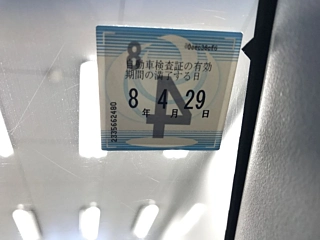 8
自動車検査証の有効
期間の満了する日
8 4 29
年 月 日
4
2335662480